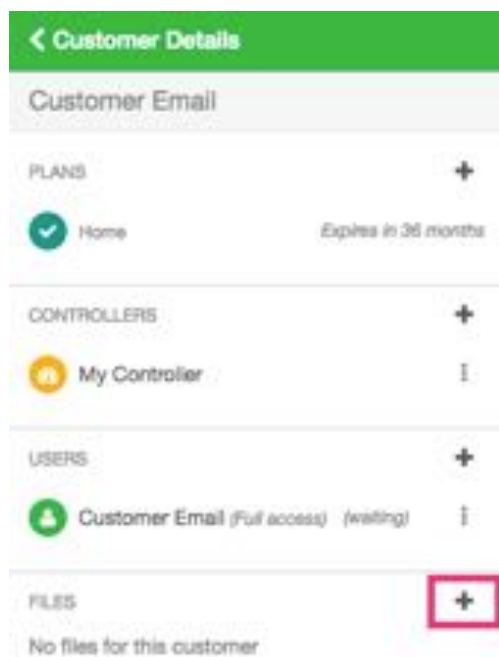 Customer Details
Customer Email
PLANS
Home Expires in 36 months
CONTROLLERS
My Controller
USERS
Customer Email (Full access) (waiting)
FILES
No files for this customer